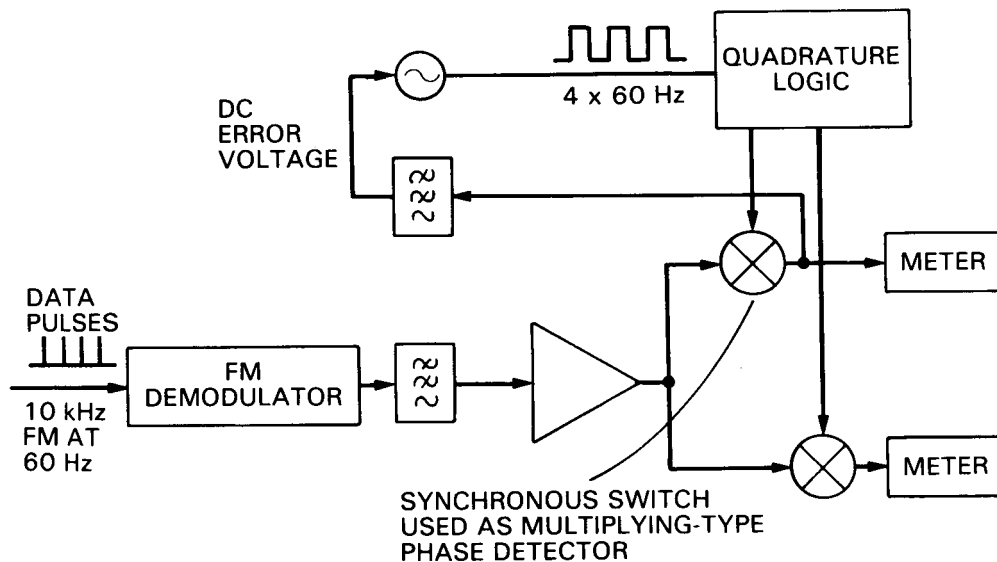 QUADRATURE
LOGIC
4 x 60 Hz
DC
ERROR
VOLTAGE
METER
DATA
PULSES
FM
DEMODULATOR
10 kHz
FM AT
60 Hz
METER
SYNCHRONOUS SWITCH
USED AS MULTIPLYING-TYPE
PHASE DETECTOR